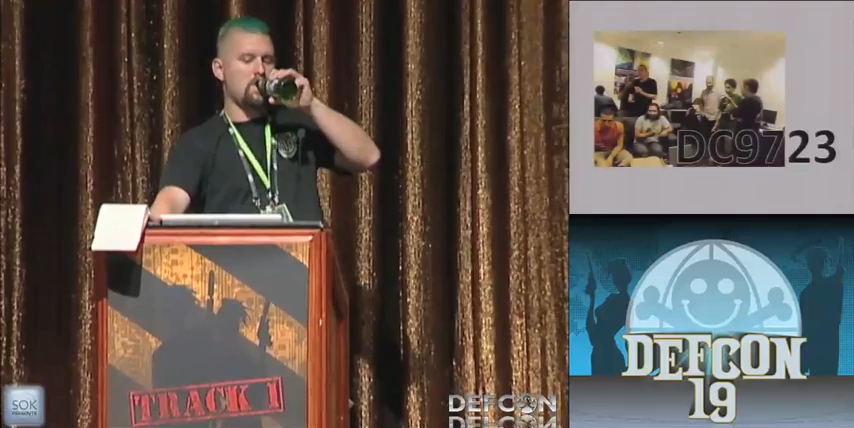 DC9723
TRACK 1
SOK
DEFCON
DEFCON
19